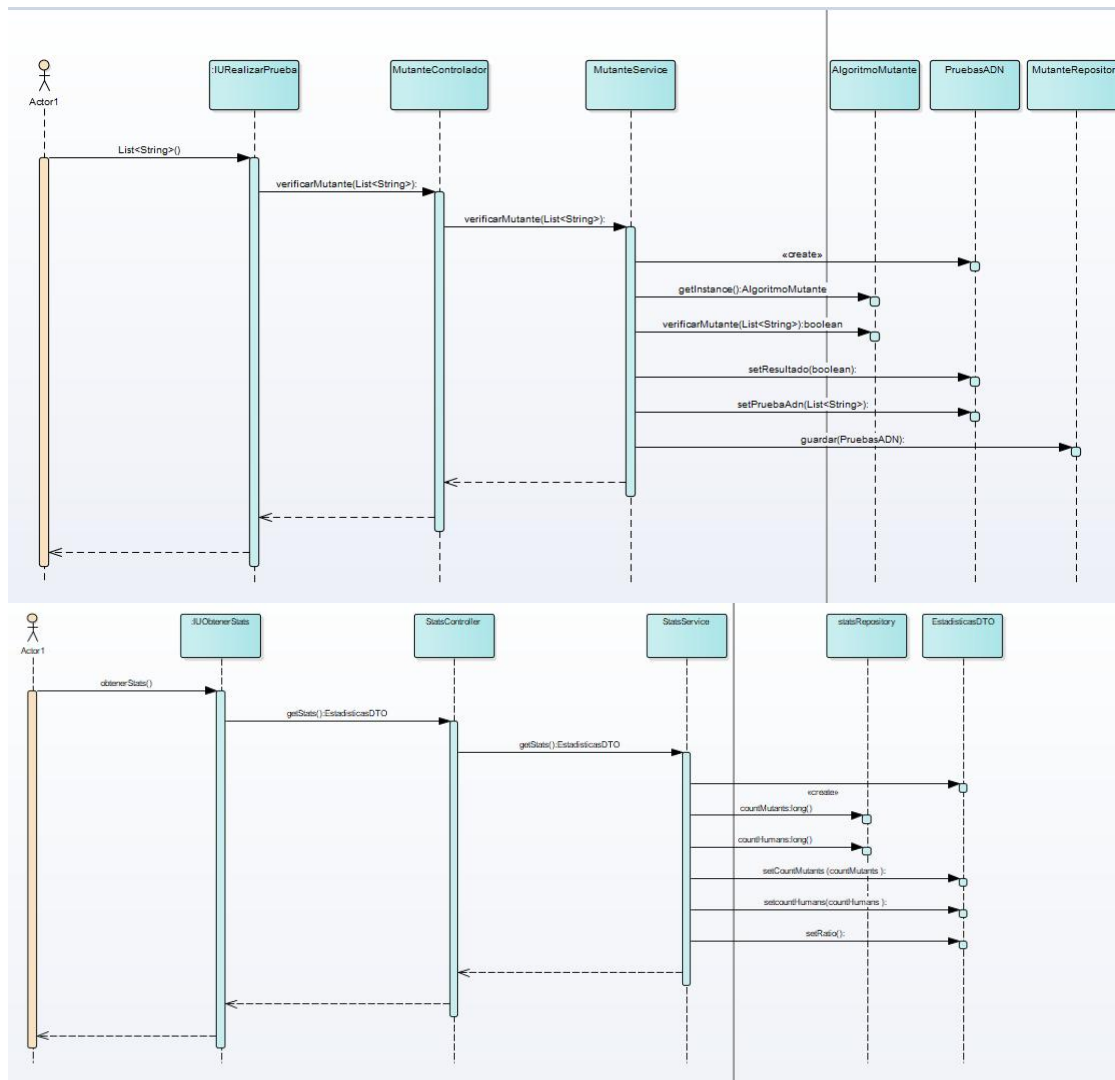 :IURealizarPrueba
MutanteControlador
MutanteService
AlgoritmoMutante
PruebasADN
MutanteRepositor
Actor1
List<String>()
verificarMutante(List<String>):
verificarMutante(List<String>):
«create»
getInstance():AlgoritmoMutante
verificarMutante(List<String>):boolean
setResultado(boolean):
setPruebaAdn(List<String>):
guardar(PruebasADN):
:IUObtenerStats
StatsController
StatsService
statsRepository
EstadisticasDTO
Actor1
obtenerStats()
getStats():EstadisticasDTO
getStats():EstadisticasDTO
«create»
countMutants:long()
countHumans:long()
setCountMutants (countMutants ):
setcountHumans(countHumans ):
setRatio():